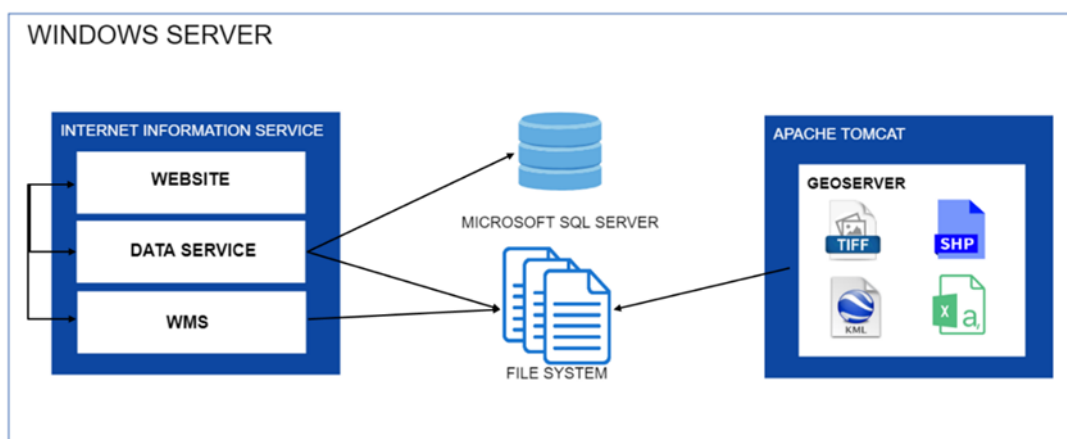 WINDOWS SERVER
INTERNET INFORMATION SERVICE
WEBSITE
DATA SERVICE
WMS
MICROSOFT SQL SERVER
FILE SYSTEM
APACHE TOMCAT
GEOSERVER
TIFF
SHP
KML
X a,